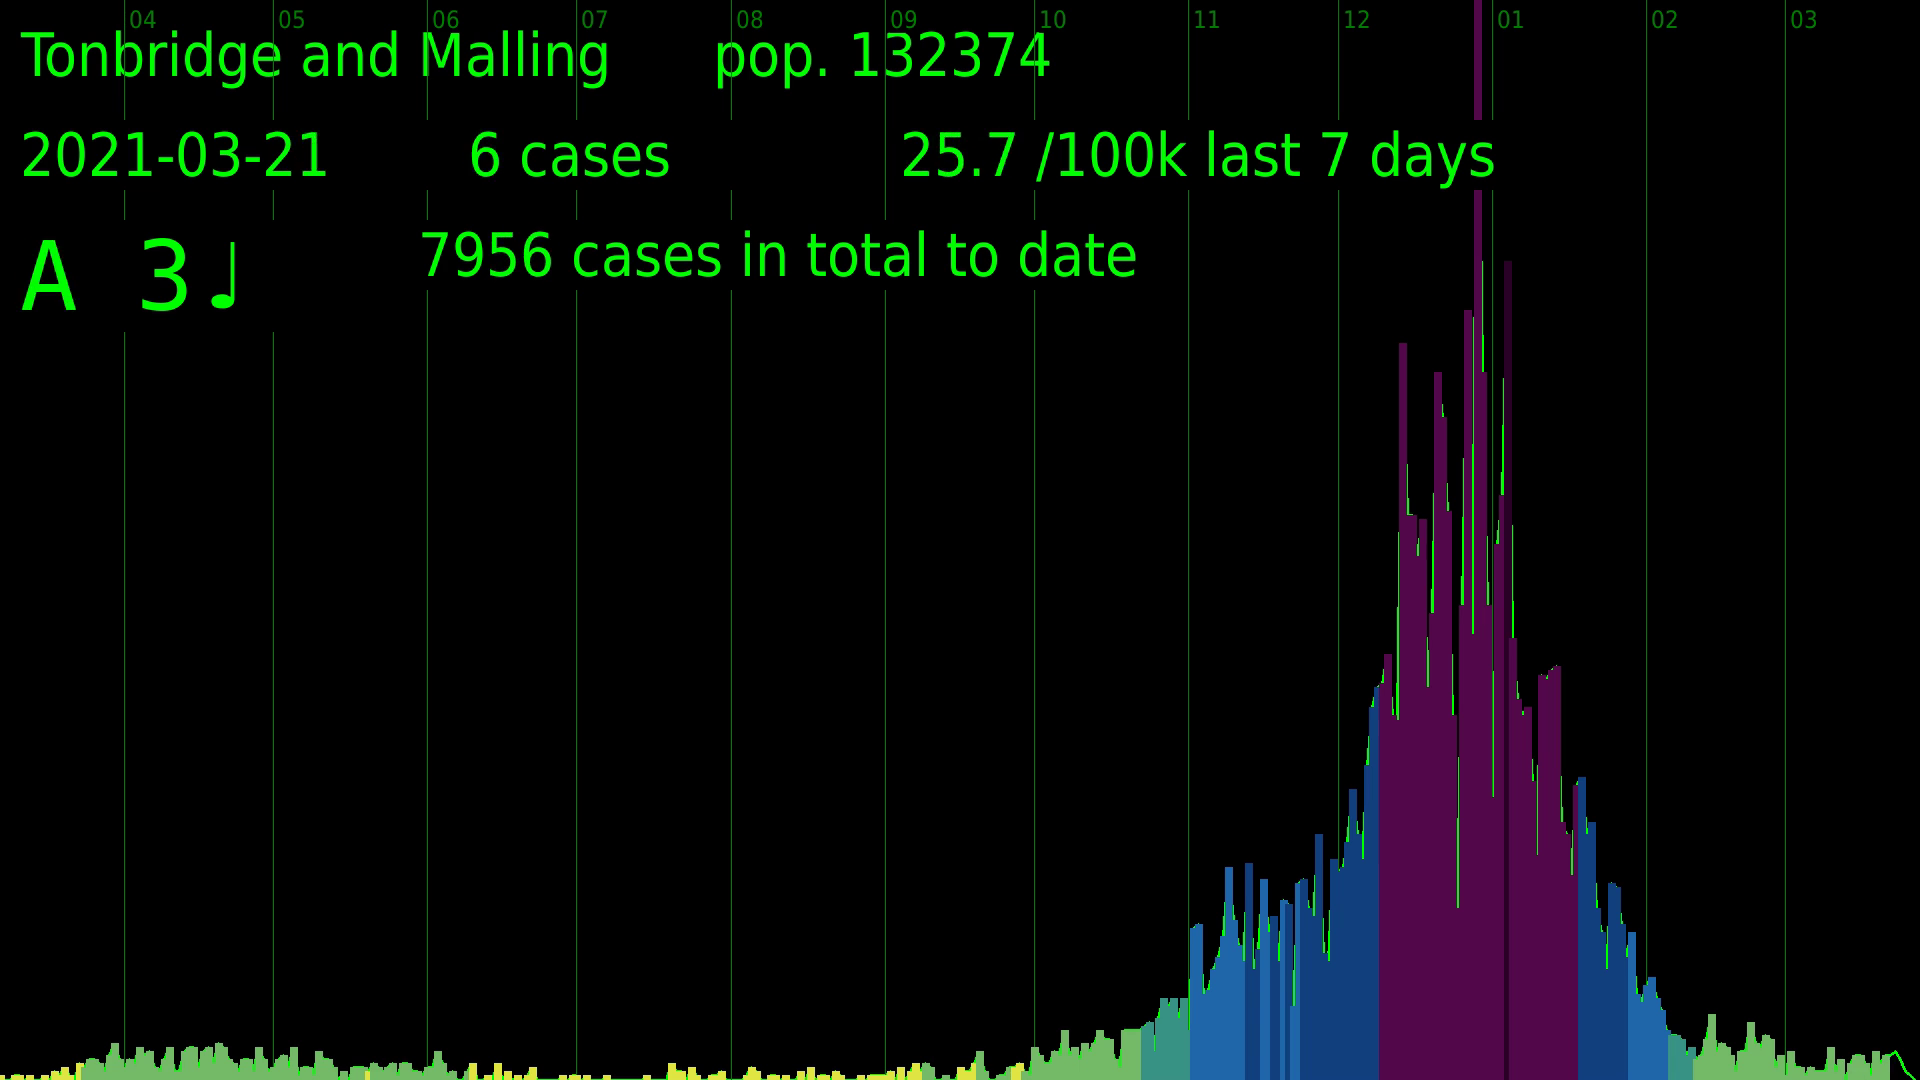 04 05 06 07 08 09 10 11 12 01 02 03
Tonbridge and Malling pop. 132374
2021-03-21 6 cases 25.7 /100k last 7 days
A 3♩ 7956 cases in total to date